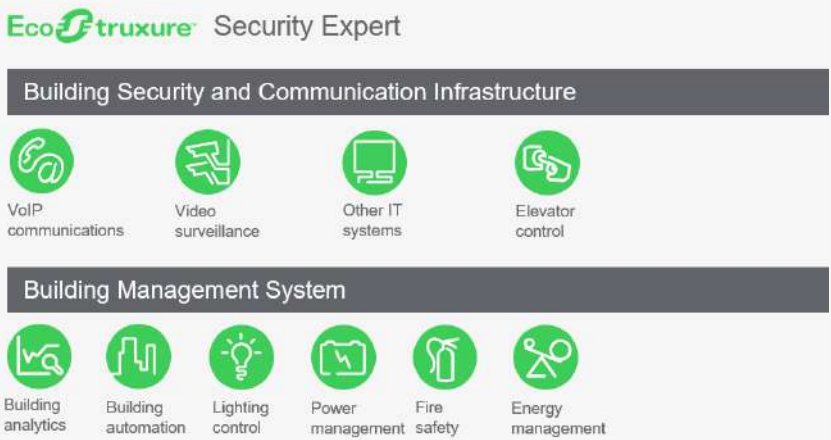 EcoStruxure™ Security Expert
Building Security and Communication Infrastructure
VoIP communications
Video surveillance
Other IT systems
Elevator control
Building Management System
Building analytics
Building automation
Lighting control
Power management
Fire safety
Energy management